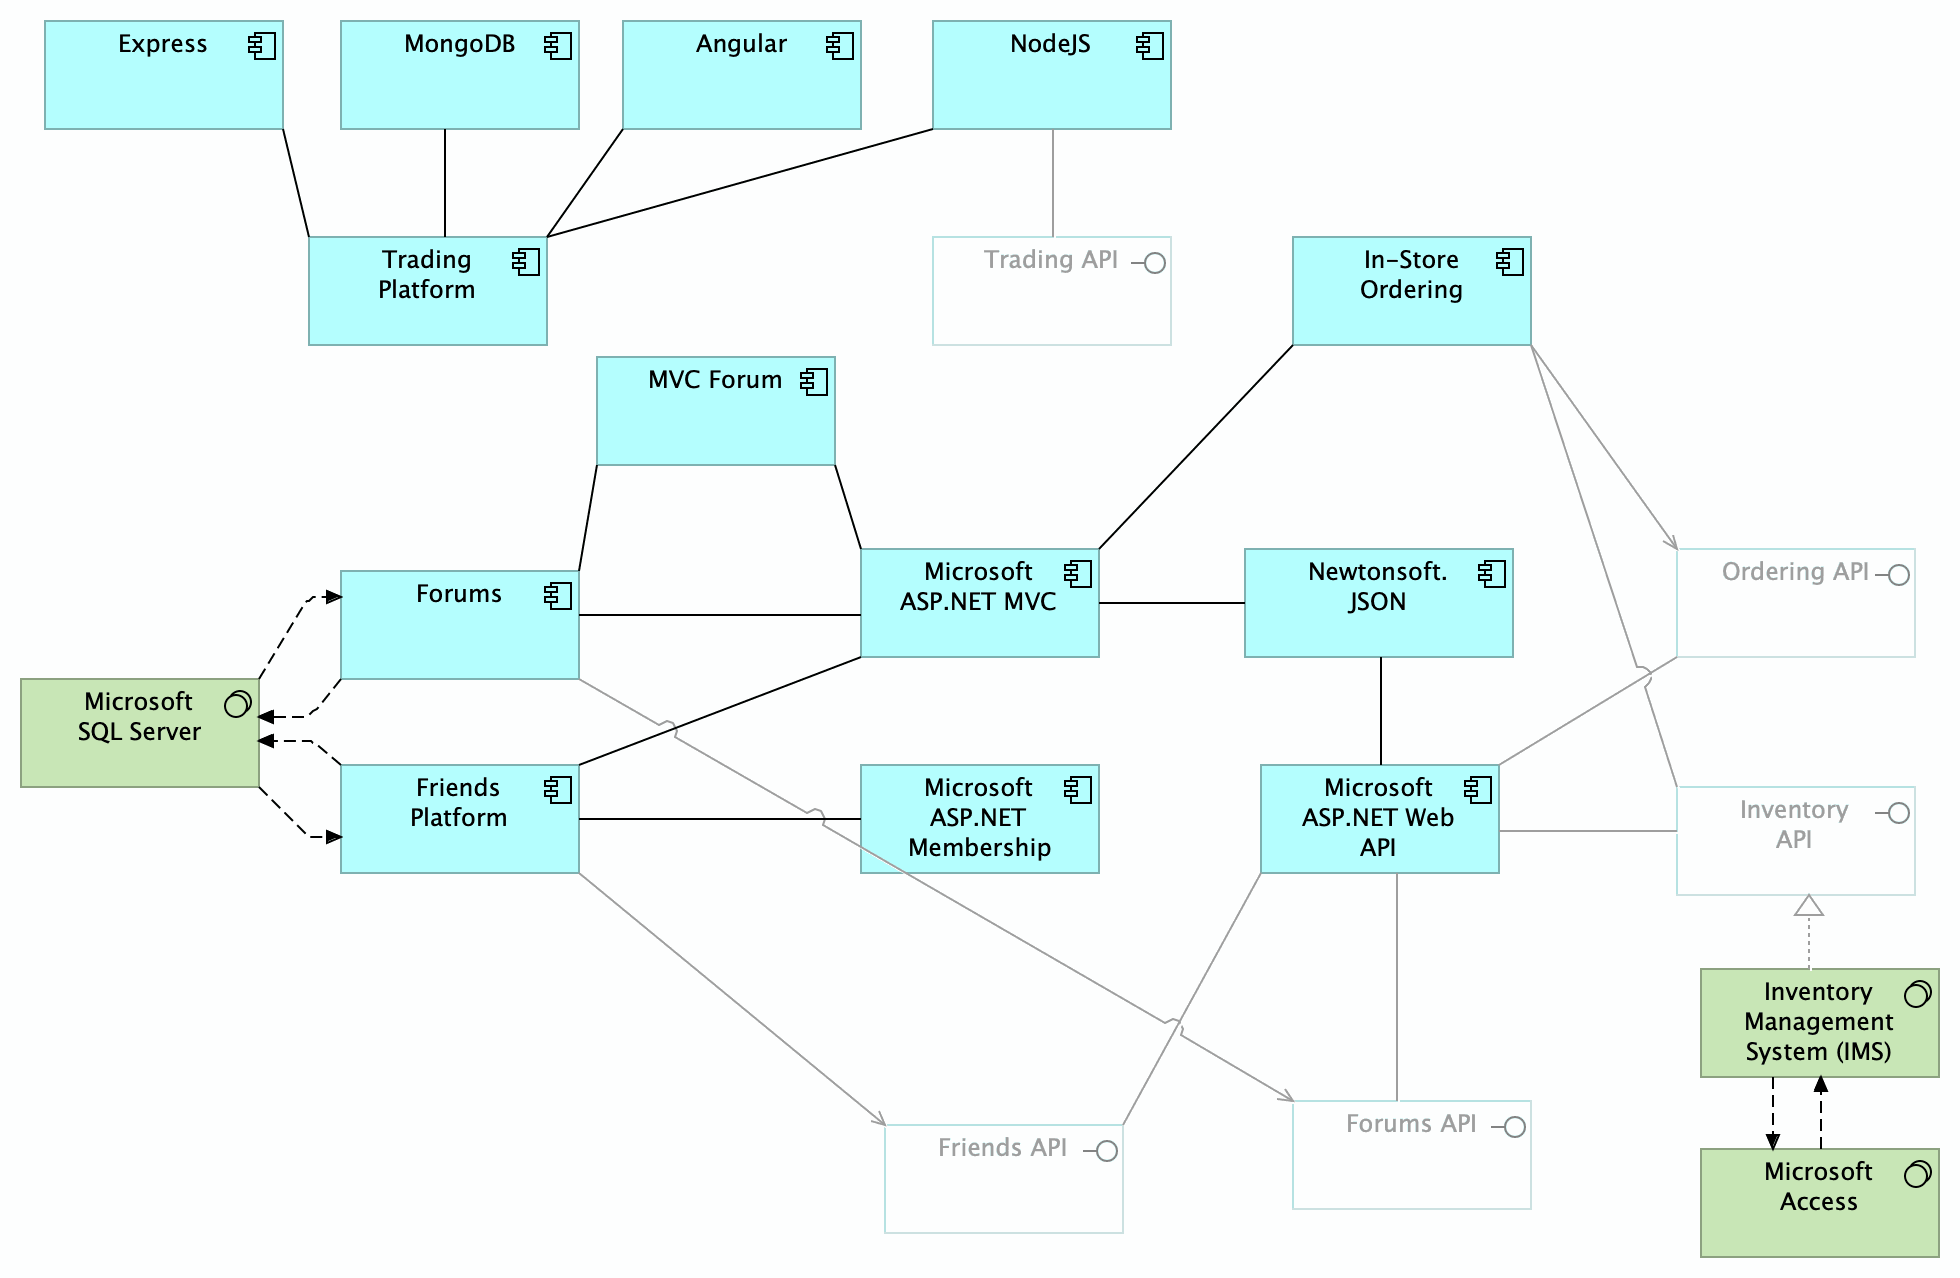 Express
MongoDB
Angular
NodeJS
Trading
Platform
Trading API
In-Store
Ordering
MVC Forum
Microsoft
ASP.NET MVC
Newtonsoft.
JSON
Ordering API
Forums
Microsoft
SQL Server
Friends
Platform
Microsoft
ASP.NET
Membership
Microsoft
ASP.NET Web
API
Inventory
API
Inventory
Management
System (IMS)
Friends API
Forums API
Microsoft
Access